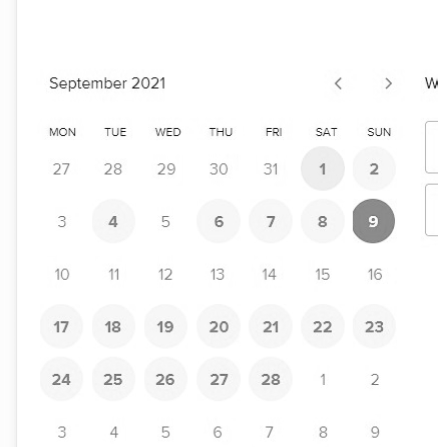 September 2021 < > W
MON TUE WED THU FRI SAT SUN
27 28 29 30 31 1 2
3 4 5 6 7 8 9
10 11 12 13 14 15 16
17 18 19 20 21 22 23
24 25 26 27 28 1 2
3 4 5 6 7 8 9